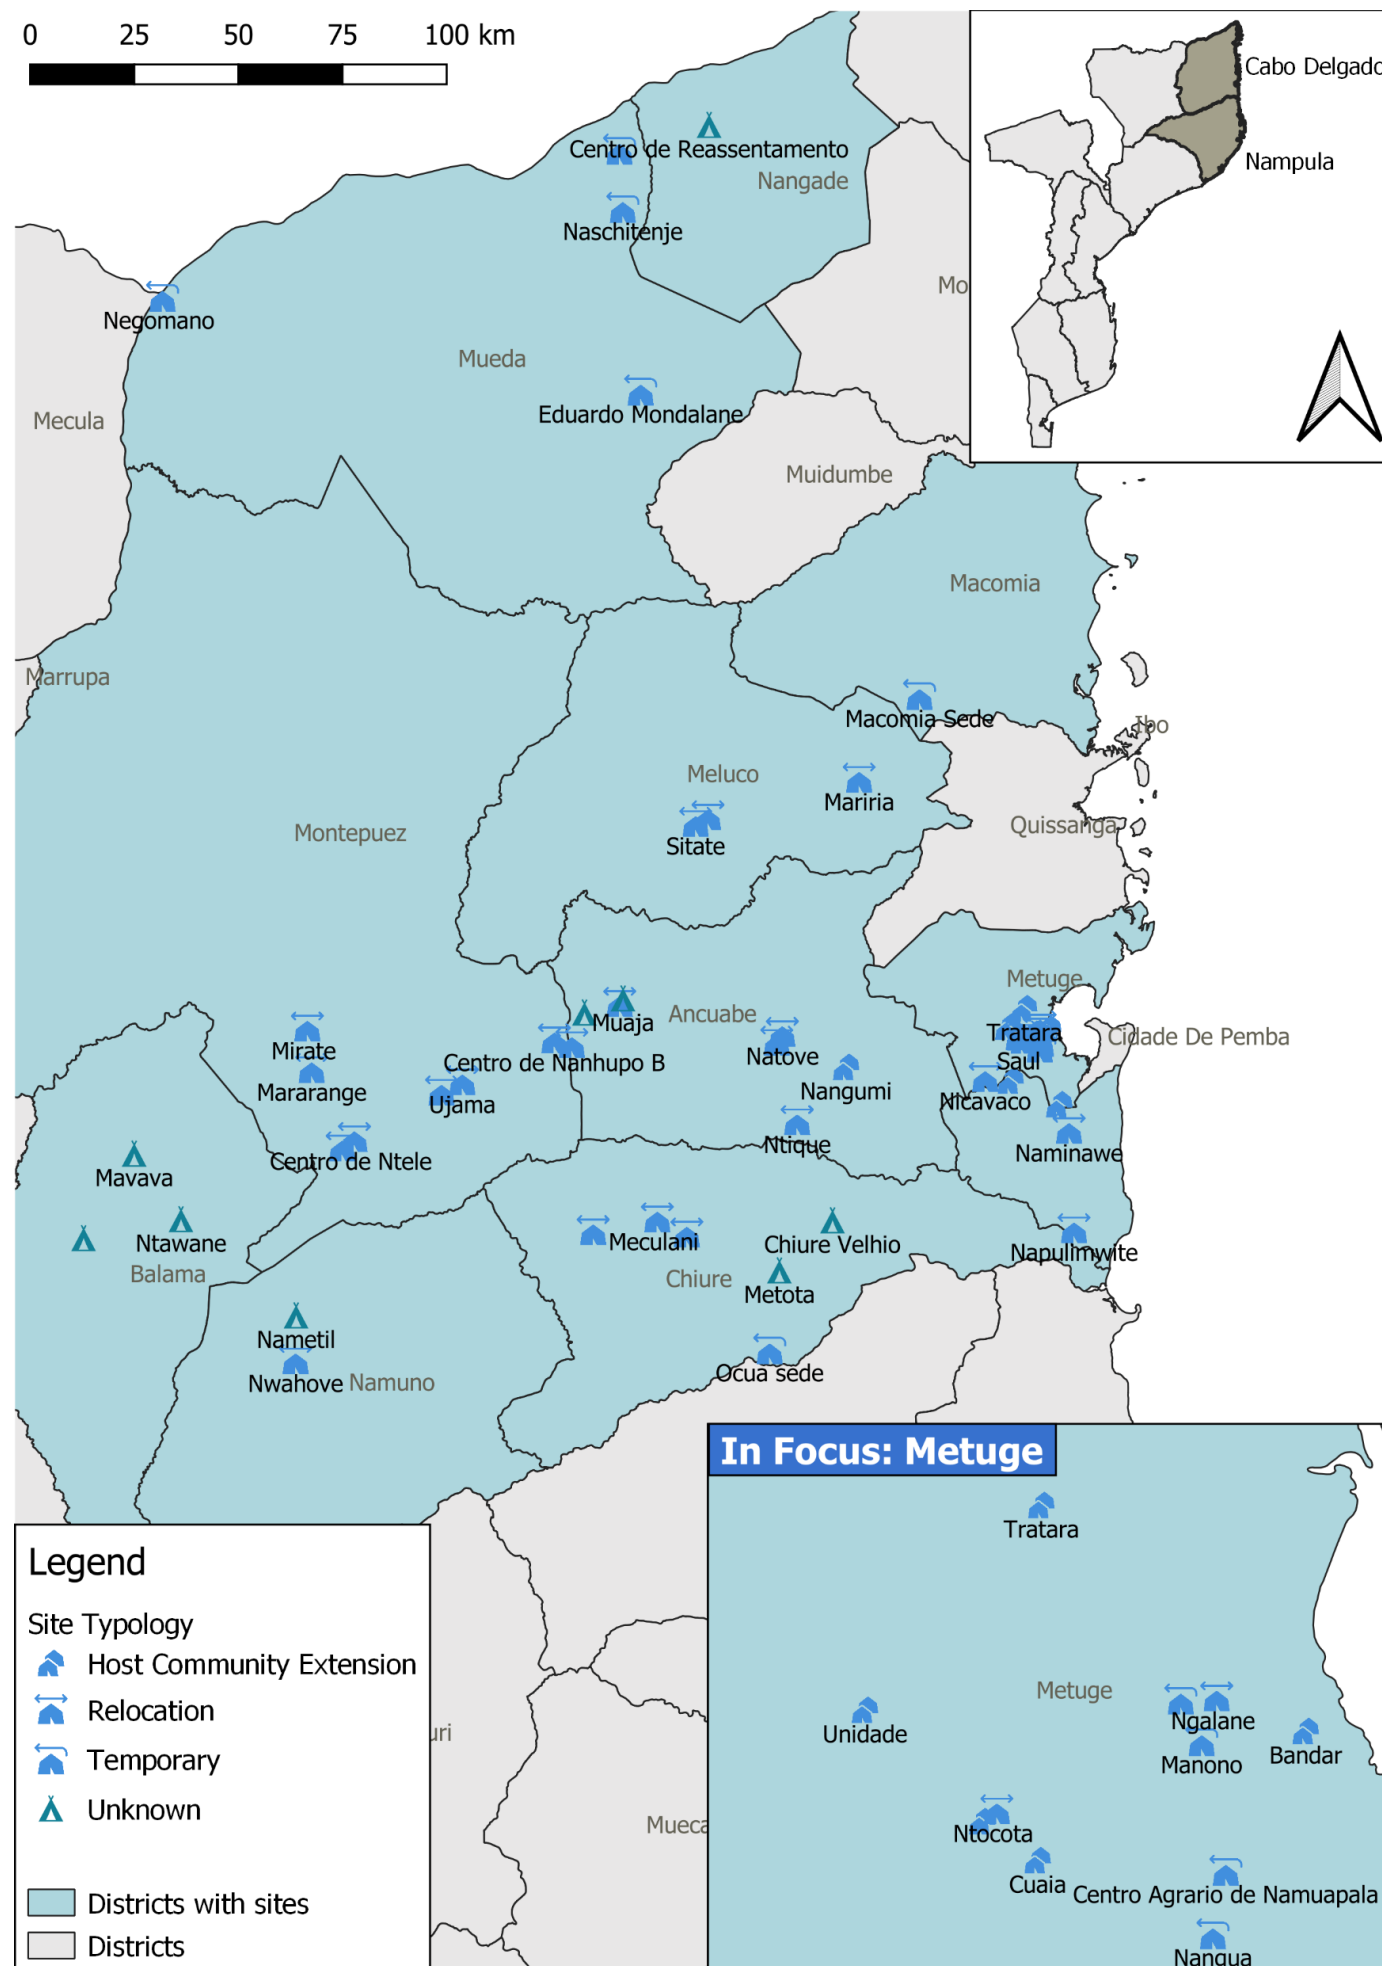 0 25 50 75 100 km
Cabo Delgado
Nampula
Centro de Reassentamento
Nangade
Naschitenje
Mo
Negomano
Mueda
Eduardo Mondalane
Mecula
Muidumbe
Macomia
Marrupa
Macomia Sede
Ibo
Meluco
Mariria
Montepuez
Quissanga
Sitate
Metuge
Ancuabe
Muaja
Tratara
Cidade De Pemba
Mirate
Centro de Nanhupo B
Natove
Saul
Mararange
Nangumi
Nicavaco
Ujama
Ntique
Naminawe
Centro de Ntele
Mavava
Ntawane
Meculani
Chiure Velhio
Napulimwite
Balama
Chiure
Metota
Nametil
Nwahove
Namuno
Ocua sede
In Focus: Metuge
Tratara
Metuge
Unidade
Ngalane
Manono
Bandar
Ntocota
Cuaia
Centro Agrario de Namuapala
Nangua
uri
Mueca
Legend
Site Typology
Host Community Extension
Relocation
Temporary
Unknown
Districts with sites
Districts